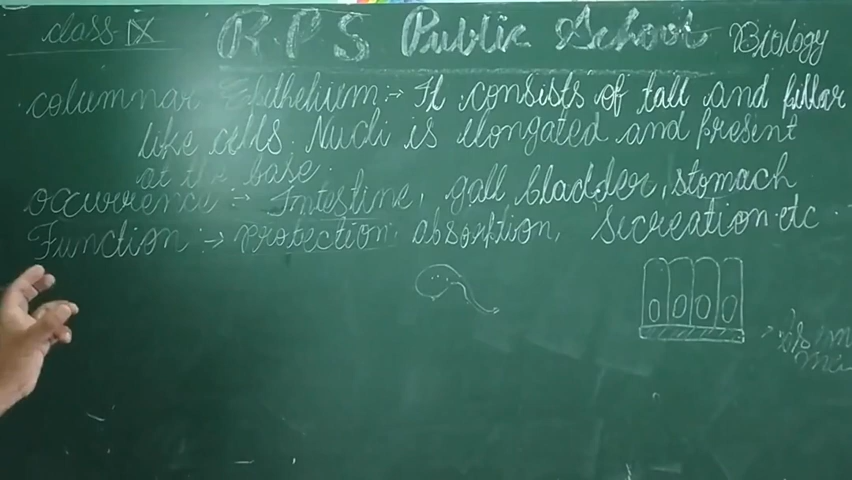 class IX R.P.S Public School Biology
columnar Epithelium :→ It consists of tall and pillar
like cells. Nucli is elongated and present
at the base.
occurrence :→ Intestine, gall bladder, stomach
Function :→ protection, absorption, secreation etc